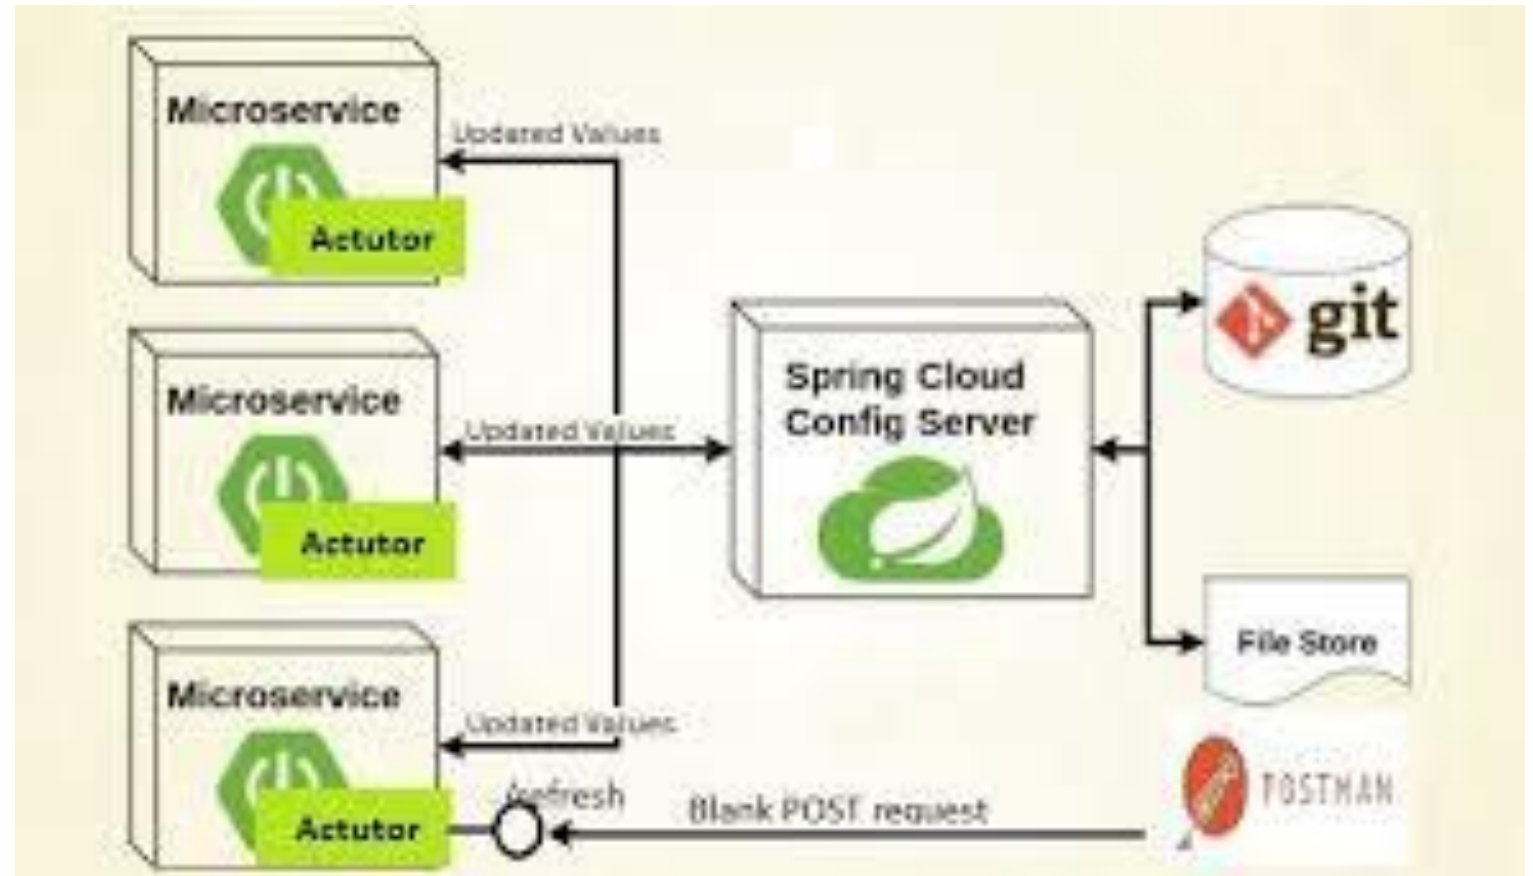 Microservice
Actutor
Updated Values
Microservice
Actutor
Updated Values
Microservice
Actutor
Updated Values
/refresh
Blank POST request
Spring Cloud
Config Server
git
File Store
POSTMAN